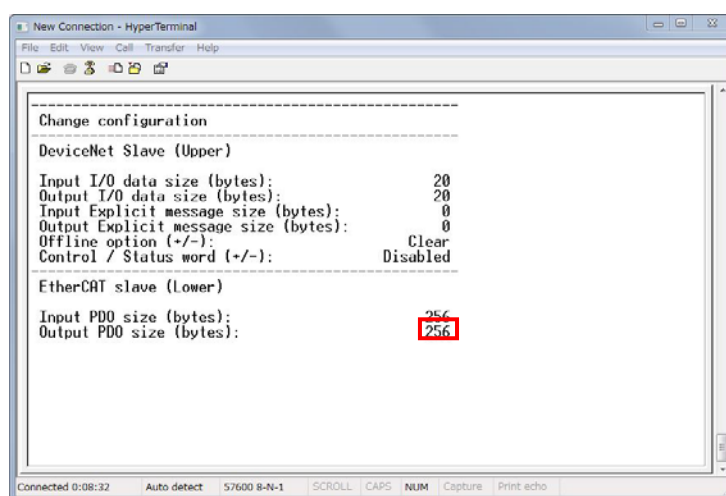 New Connection - HyperTerminal
File Edit View Call Transfer Help
Change configuration
DeviceNet Slave (Upper)
Input I/O data size (bytes): 20
Output I/O data size (bytes): 20
Input Explicit message size (bytes): 0
Output Explicit message size (bytes): 0
Offline option (+/-): Clear
Control / Status word (+/-): Disabled
EtherCAT slave (Lower)
Input PDO size (bytes): 256
Output PDO size (bytes): 256
Connected 0:08:32 Auto detect 57600 8-N-1 SCROLL CAPS NUM Capture Print echo